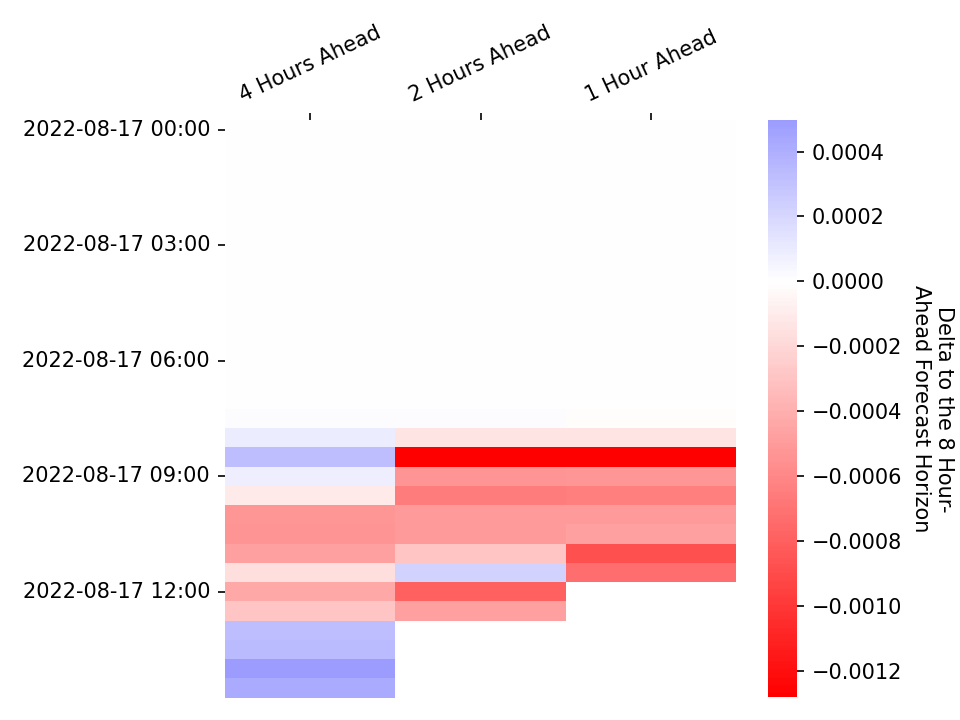 4 Hours Ahead
2 Hours Ahead
1 Hour Ahead
2022-08-17 00:00
2022-08-17 03:00
2022-08-17 06:00
2022-08-17 09:00
2022-08-17 12:00
0.0004
0.0002
0.0000
−0.0002
−0.0004
−0.0006
−0.0008
−0.0010
−0.0012
Delta to the 8 Hour-
Ahead Forecast Horizon